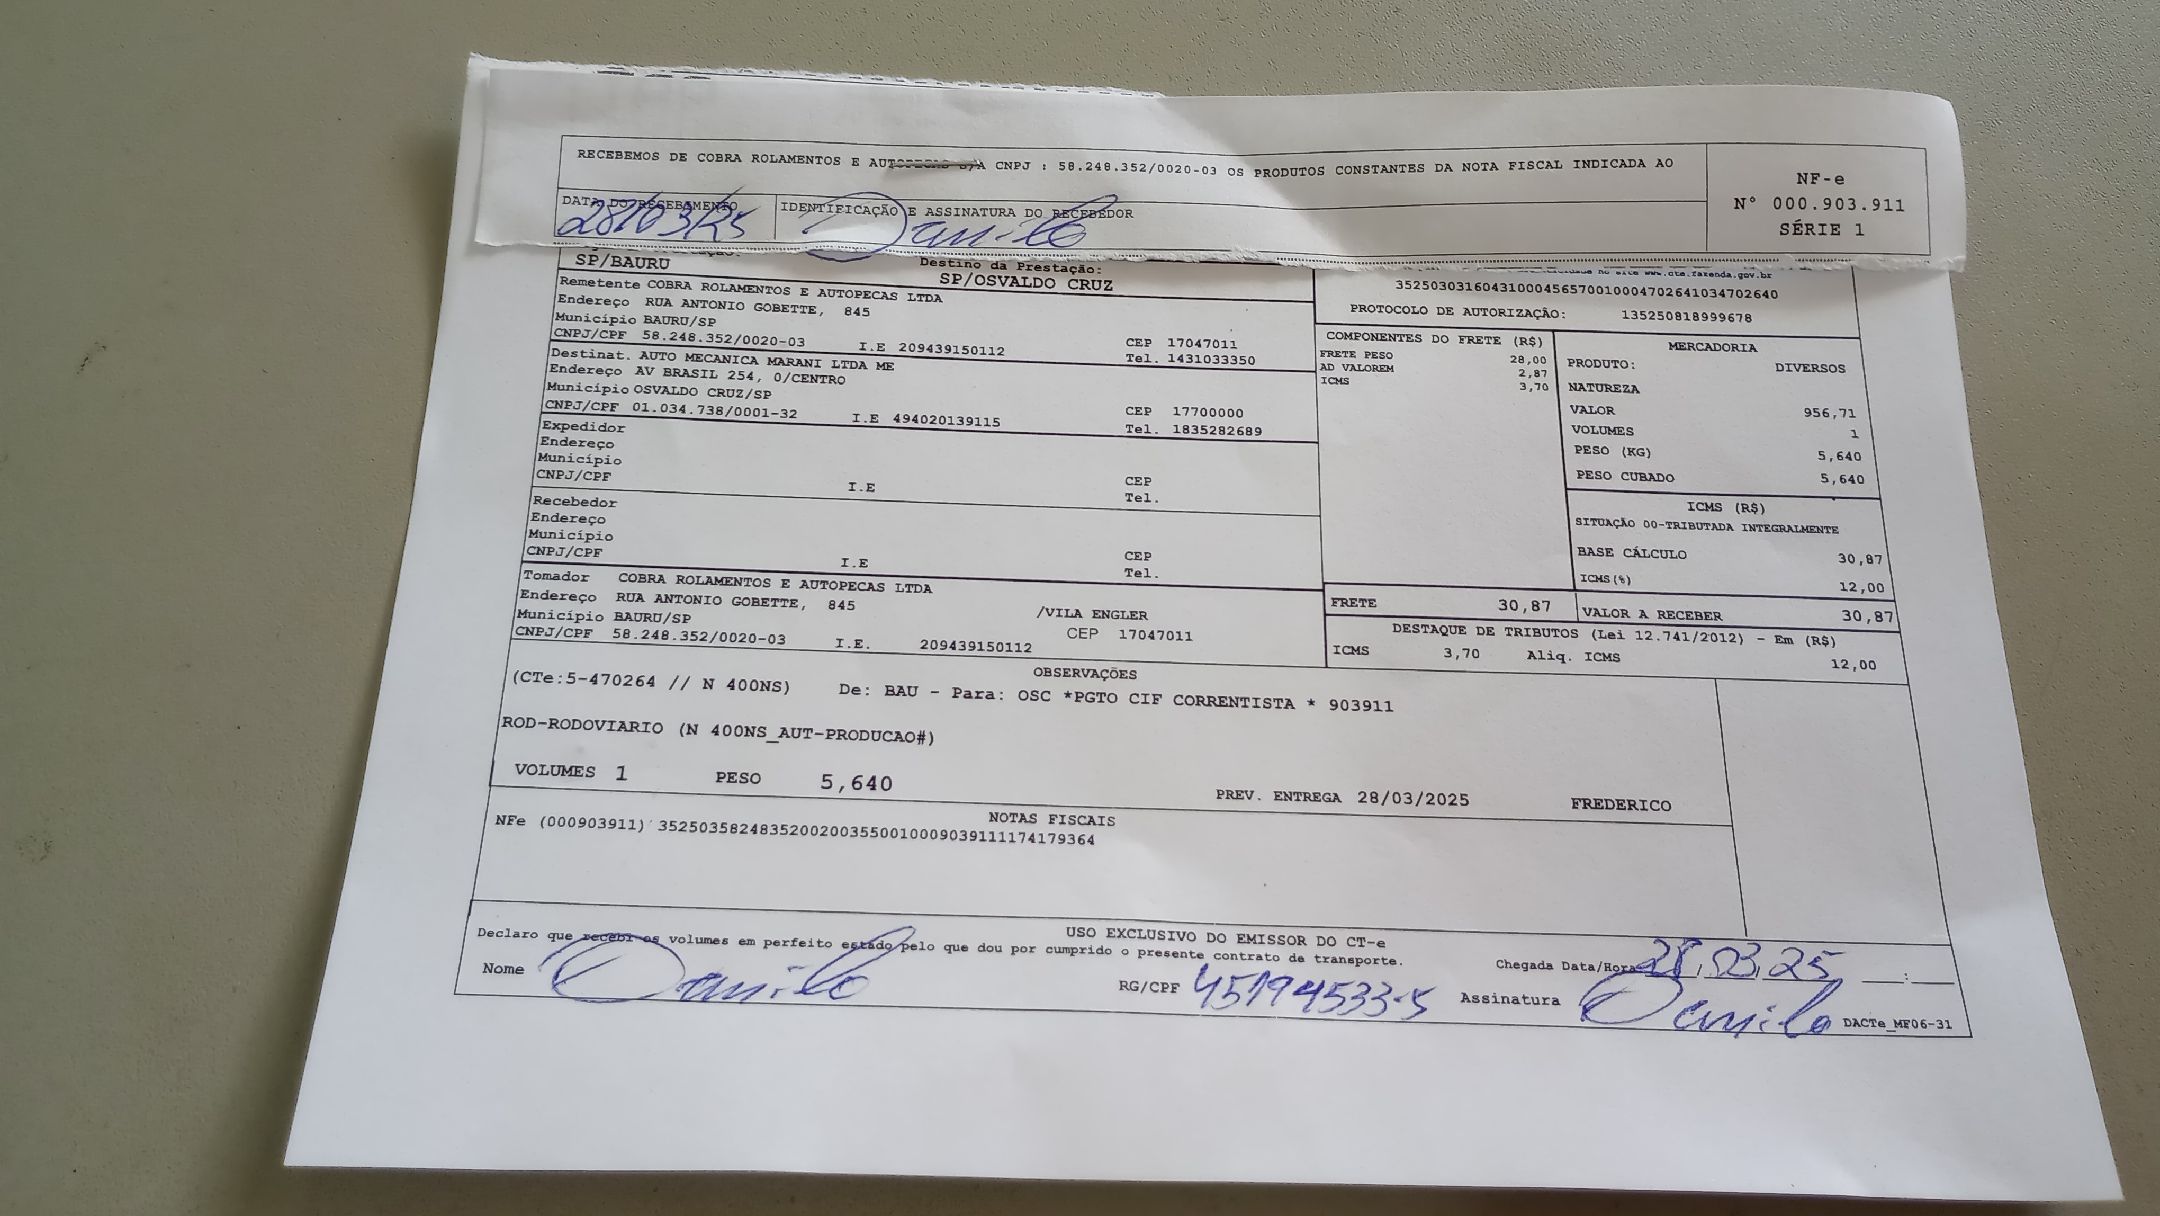 RECEBEMOS DE COBRA ROLAMENTOS E AUTOPECAS S/A CNPJ : 58.248.352/0020-03 OS PRODUTOS CONSTANTES DA NOTA FISCAL INDICADA AO
NF-e
Nº 000.903.911
SÉRIE 1
DATA DO RECEBAMENTO
28/03/25
IDENTIFICAÇÃO E ASSINATURA DO RECEBEDOR
Danilo
SP/BAURU
Destino da Prestação:
SP/OSVALDO CRUZ
Remetente COBRA ROLAMENTOS E AUTOPECAS LTDA
Endereço RUA ANTONIO GOBETTE, 845
Município BAURU/SP
CNPJ/CPF 58.248.352/0020-03 I.E 209439150112
CEP 17047011
Tel. 1431033350
Destinat. AUTO MECANICA MARANI LTDA ME
Endereço AV BRASIL 254, 0/CENTRO
Município OSVALDO CRUZ/SP
CNPJ/CPF 01.034.738/0001-32 I.E 494020139115
CEP 17700000
Tel. 1835282689
Expedidor
Endereço
Município
CNPJ/CPF I.E
CEP
Tel.
Recebedor
Endereço
Município
CNPJ/CPF I.E
CEP
Tel.
Tomador COBRA ROLAMENTOS E AUTOPECAS LTDA
Endereço RUA ANTONIO GOBETTE, 845 /VILA ENGLER
Município BAURU/SP CEP 17047011
CNPJ/CPF 58.248.352/0020-03 I.E. 209439150112
no site www.cte.fazenda.gov.br
35250303160431000456570010004702641034702640
PROTOCOLO DE AUTORIZAÇÃO: 135250818999678
COMPONENTES DO FRETE (R$)
FRETE PESO 28,00
AD VALOREM 2,87
ICMS 3,70
MERCADORIA
PRODUTO: DIVERSOS
NATUREZA
VALOR 956,71
VOLUMES 1
PESO (KG) 5,640
PESO CUBADO 5,640
ICMS (R$)
SITUAÇÃO 00-TRIBUTADA INTEGRALMENTE
BASE CÁLCULO 30,87
ICMS(%) 12,00
FRETE 30,87 VALOR A RECEBER 30,87
DESTAQUE DE TRIBUTOS (Lei 12.741/2012) - Em (R$)
ICMS 3,70 Aliq. ICMS 12,00
OBSERVAÇÕES
(CTe:5-470264 // N 400NS) De: BAU - Para: OSC *PGTO CIF CORRENTISTA * 903911
ROD-RODOVIARIO (N 400NS_AUT-PRODUCAO#)
VOLUMES 1 PESO 5,640
PREV. ENTREGA 28/03/2025 FREDERICO
NOTAS FISCAIS
NFe (000903911) 35250358248352002003550010009039111174179364
USO EXCLUSIVO DO EMISSOR DO CT-e
Declaro que recebi os volumes em perfeito estado pelo que dou por cumprido o presente contrato de transporte.
Chegada Data/Hora 28,03,25 :
Nome Danilo RG/CPF 45194533-5 Assinatura Danilo
DACTe_MF06-31